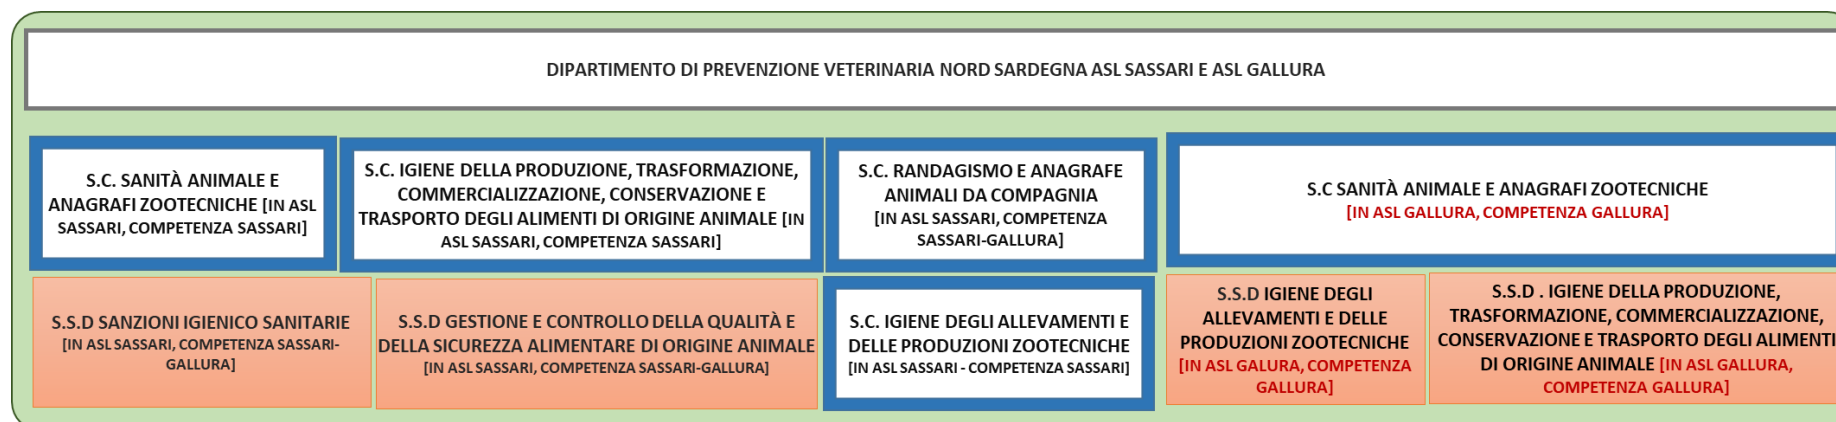 DIPARTIMENTO DI PREVENZIONE VETERINARIA NORD SARDEGNA ASL SASSARI E ASL GALLURA
S.C. SANITÀ ANIMALE E
ANAGRAFI ZOOTECNICHE [IN ASL
SASSARI, COMPETENZA SASSARI]
S.C. IGIENE DELLA PRODUZIONE, TRASFORMAZIONE,
COMMERCIALIZZAZIONE, CONSERVAZIONE E
TRASPORTO DEGLI ALIMENTI DI ORIGINE ANIMALE [IN
ASL SASSARI, COMPETENZA SASSARI]
S.C. RANDAGISMO E ANAGRAFE
ANIMALI DA COMPAGNIA
[IN ASL SASSARI, COMPETENZA
SASSARI-GALLURA]
S.C SANITÀ ANIMALE E ANAGRAFI ZOOTECNICHE
[IN ASL GALLURA, COMPETENZA GALLURA]
S.S.D SANZIONI IGIENICO SANITARIE
[IN ASL SASSARI, COMPETENZA SASSARI-
GALLURA]
S.S.D GESTIONE E CONTROLLO DELLA QUALITÀ E
DELLA SICUREZZA ALIMENTARE DI ORIGINE ANIMALE
[IN ASL SASSARI, COMPETENZA SASSARI-GALLURA]
S.C. IGIENE DEGLI ALLEVAMENTI E
DELLE PRODUZIONI ZOOTECNICHE
[IN ASL SASSARI - COMPETENZA SASSARI]
S.S.D IGIENE DEGLI
ALLEVAMENTI E DELLE
PRODUZIONI ZOOTECNICHE
[IN ASL GALURA, COMPETENZA
GALLURA]
S.S.D . IGIENE DELLA PRODUZIONE,
TRASFORMAZIONE, COMMERCIALIZZAZIONE,
CONSERVAZIONE E TRASPORTO DEGLI ALIMENTI
DI ORIGINE ANIMALE [IN ASL GALLURA,
COMPETENZA GALLURA]